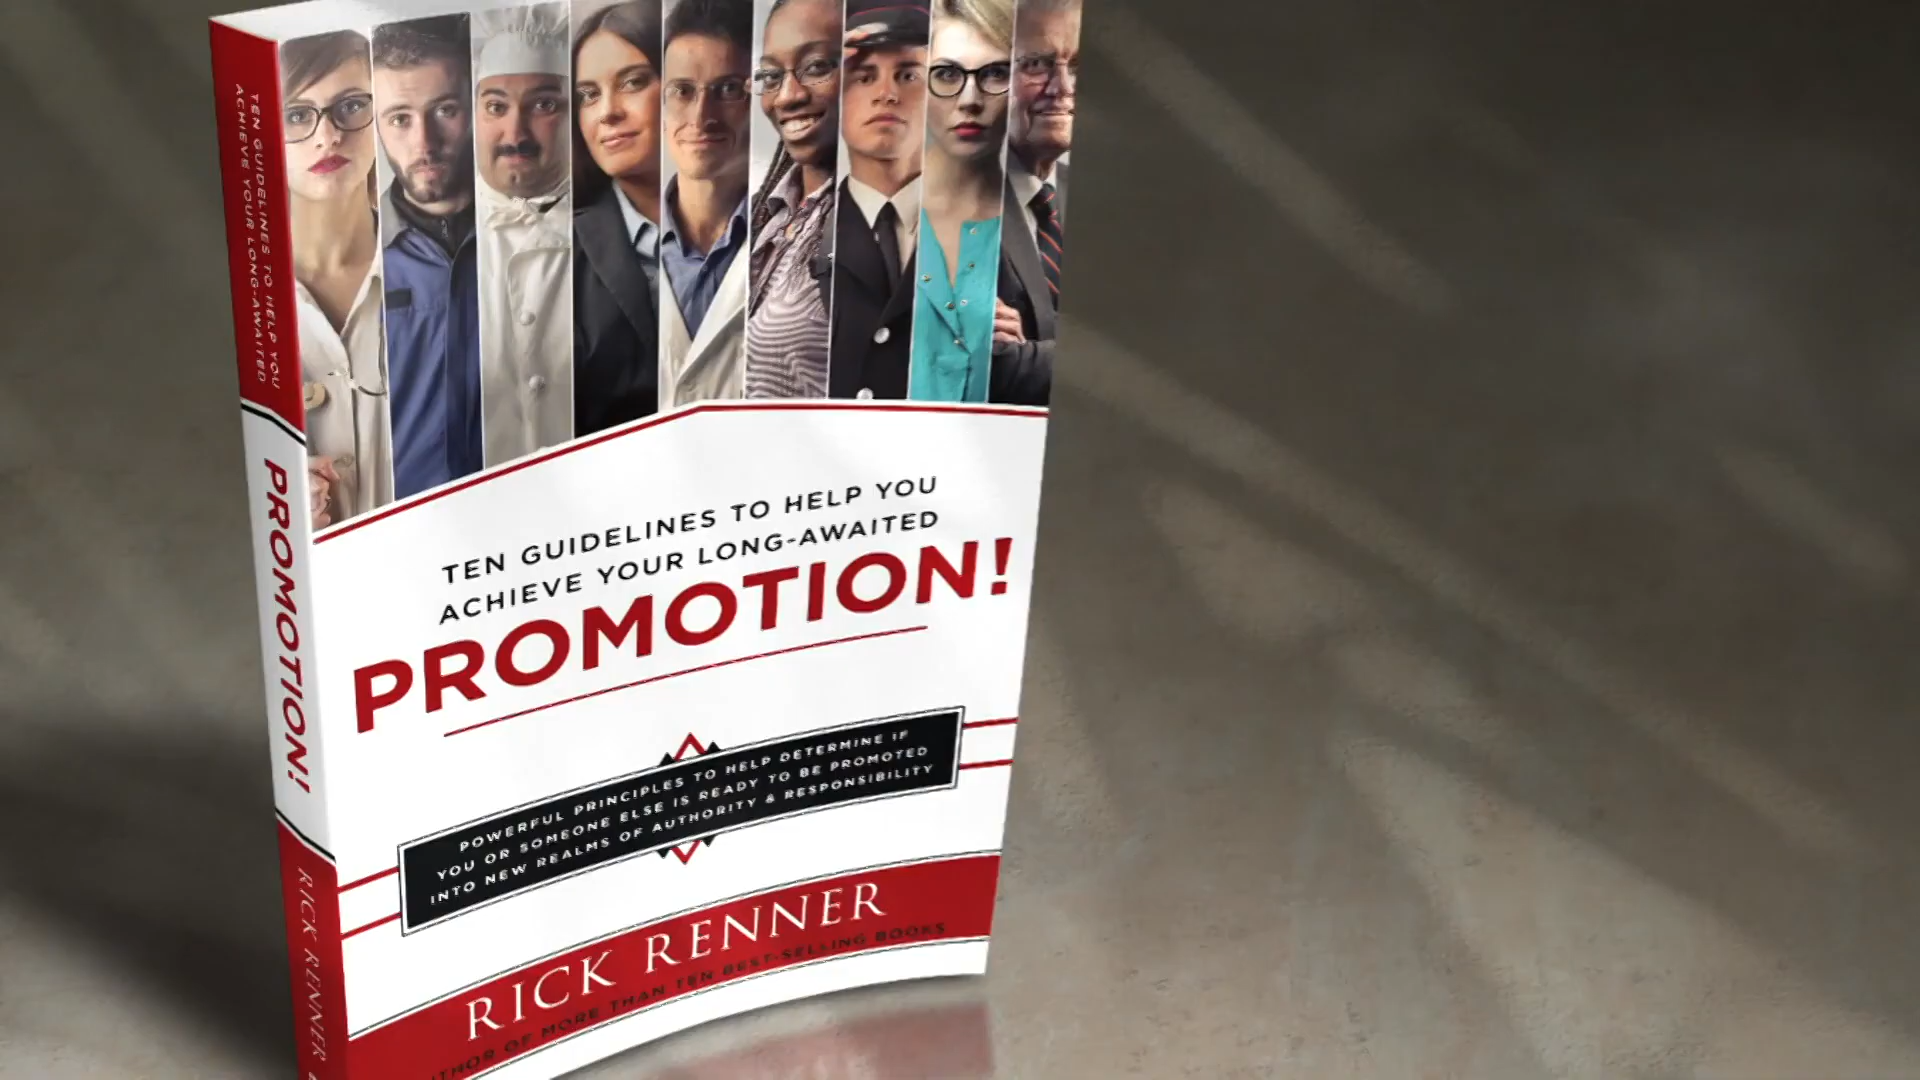 TEN GUIDELINES TO HELP YOU
ACHIEVE YOUR LONG-AWAITED
PROMOTION!
RICK RENNER
TEN GUIDELINES TO HELP YOU
ACHIEVE YOUR LONG-AWAITED
PROMOTION!
POWERFUL PRINCIPLES TO HELP DETERMINE IF
YOU OR SOMEONE ELSE IS READY TO BE PROMOTED
INTO NEW REALMS OF AUTHORITY & RESPONSIBILITY
RICK RENNER
OF MORE THAN TEN BEST-SELLING BOOKS